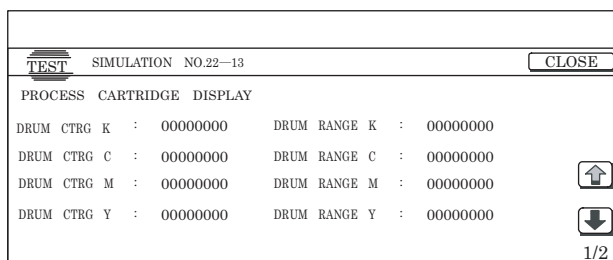 TEST SIMULATION NO.22—13 CLOSE
PROCESS CARTRIDGE DISPLAY
DRUM CTRG K : 00000000 DRUM RANGE K : 00000000
DRUM CTRG C : 00000000 DRUM RANGE C : 00000000
DRUM CTRG M : 00000000 DRUM RANGE M : 00000000
DRUM CTRG Y : 00000000 DRUM RANGE Y : 00000000
1/2